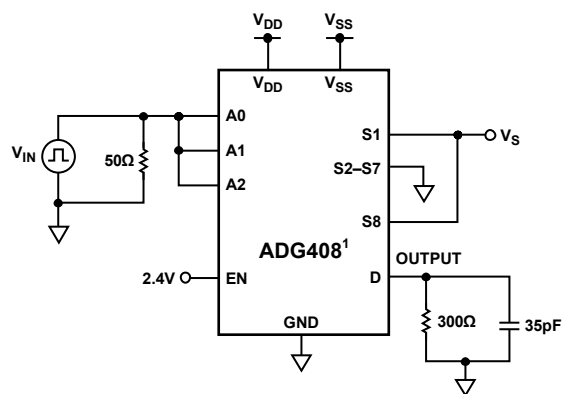 VDD
VSS
VDD
VSS
A0
VIN
50Ω
A1
A2
S1
VS
S2–S7
S8
ADG408¹
OUTPUT
2.4V
EN
D
300Ω
35pF
GND